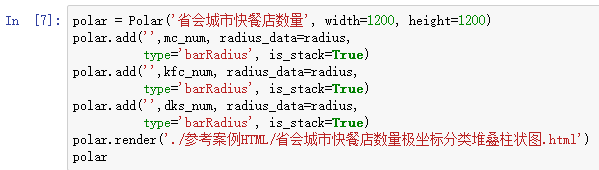 In [7]: polar = Polar('省会城市快餐店数量', width=1200, height=1200)
polar.add('',mc_num, radius_data=radius,
type='barRadius', is_stack=True)
polar.add('',kfc_num, radius_data=radius,
type='barRadius', is_stack=True)
polar.add('',dks_num, radius_data=radius,
type='barRadius', is_stack=True)
polar.render('./参考案例HTML/省会城市快餐店数量极坐标分类堆叠柱状图.html')
polar